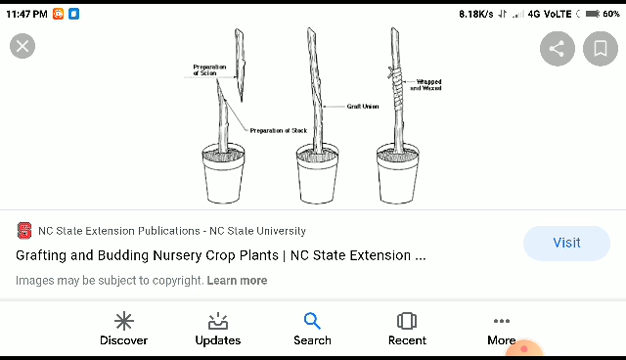 11:47 PM
8.18K/s 4G VoLTE 60%
Preparation
of Scion
Wrapped
and Waxed
Graft Union
Preparation of Stock
NC State Extension Publications - NC State University
Grafting and Budding Nursery Crop Plants | NC State Extension ...
Visit
Images may be subject to copyright. Learn more
Discover
Updates
Search
Recent
More